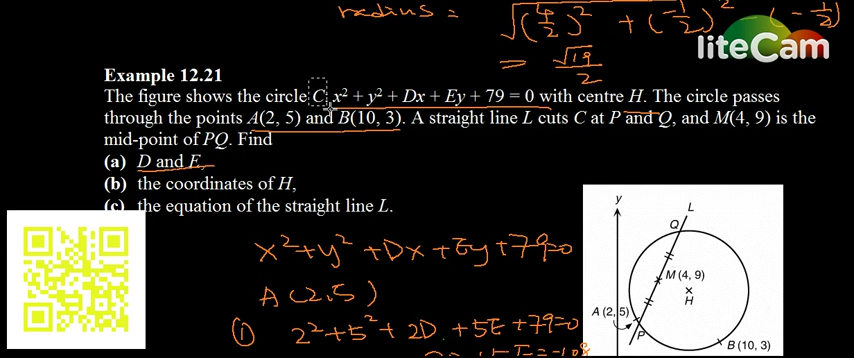 radius = √(4/2)² + (-1/2)² - (-1/2)
= √19/2
liteCam
Example 12.21
The figure shows the circle C: x² + y² + Dx + Ey + 79 = 0 with centre H. The circle passes
through the points A(2, 5) and B(10, 3). A straight line L cuts C at P and Q, and M(4, 9) is the
mid-point of PQ. Find
(a) D and E,
(b) the coordinates of H,
(c) the equation of the straight line L.
x² + y² + Dx + Ey + 79=0
A (2,5)
① 2² + 5² + 2D + 5E + 79=0
y
L
Q
M (4, 9)
H
A (2, 5)
P
B (10, 3)